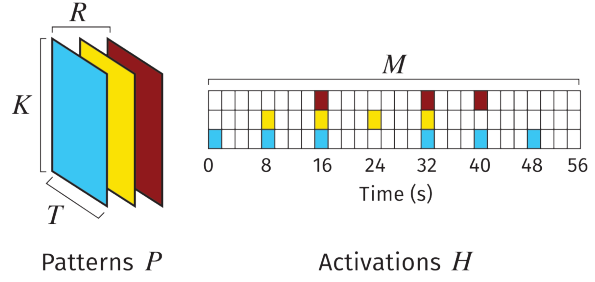 R
K
T
Patterns P
M
0 8 16 24 32 40 48 56
Time (s)
Activations H